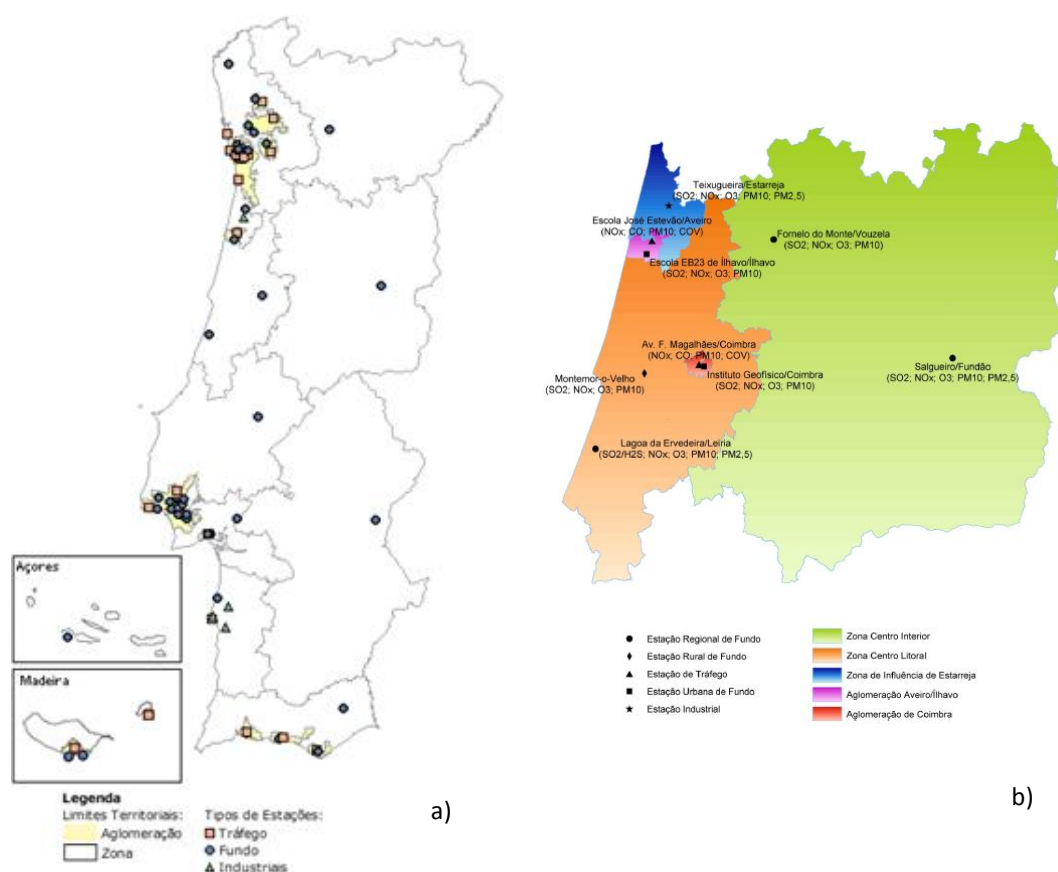 Açores
Madeira
Legenda
Limites Territoriais:
Aglomeração
Zona
Tipos de Estações:
Tráfego
Fundo
Industriais
a)
Teixugueira/Estarreja
(SO2; NOx; O3; PM10; PM2,5)
Escola José Estevão/Aveiro
(NOx; CO; PM10; COV)
Escola EB23 de Ílhavo/Ílhavo
(SO2; NOx; O3; PM10)
Fornelo do Monte/Vouzela
(SO2; NOx; O3; PM10)
Av. F. Magalhães/Coimbra
(NOx; CO; PM10; COV)
Montemor-o-Velho
(SO2; NOx; O3; PM10)
Instituto Geofísico/Coimbra
(SO2; NOx; O3; PM10)
Salgueiro/Fundão
(SO2; NOx; O3; PM10; PM2,5)
Lagoa da Ervedeira/Leiria
(SO2/H2S; NOx; O3; PM10; PM2,5)
Estação Regional de Fundo
Estação Rural de Fundo
Estação de Tráfego
Estação Urbana de Fundo
Estação Industrial
Zona Centro Interior
Zona Centro Litoral
Zona de Influência de Estarreja
Aglomeração Aveiro/Ílhavo
Aglomeração de Coimbra
b)